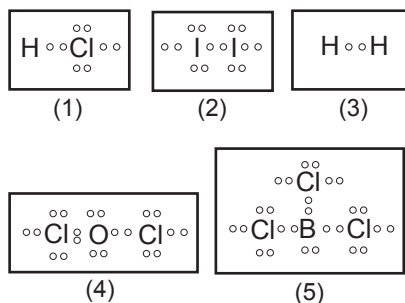 H Cl
I I
H H
(1) (2) (3)
Cl
Cl O Cl
Cl B Cl
(4) (5)